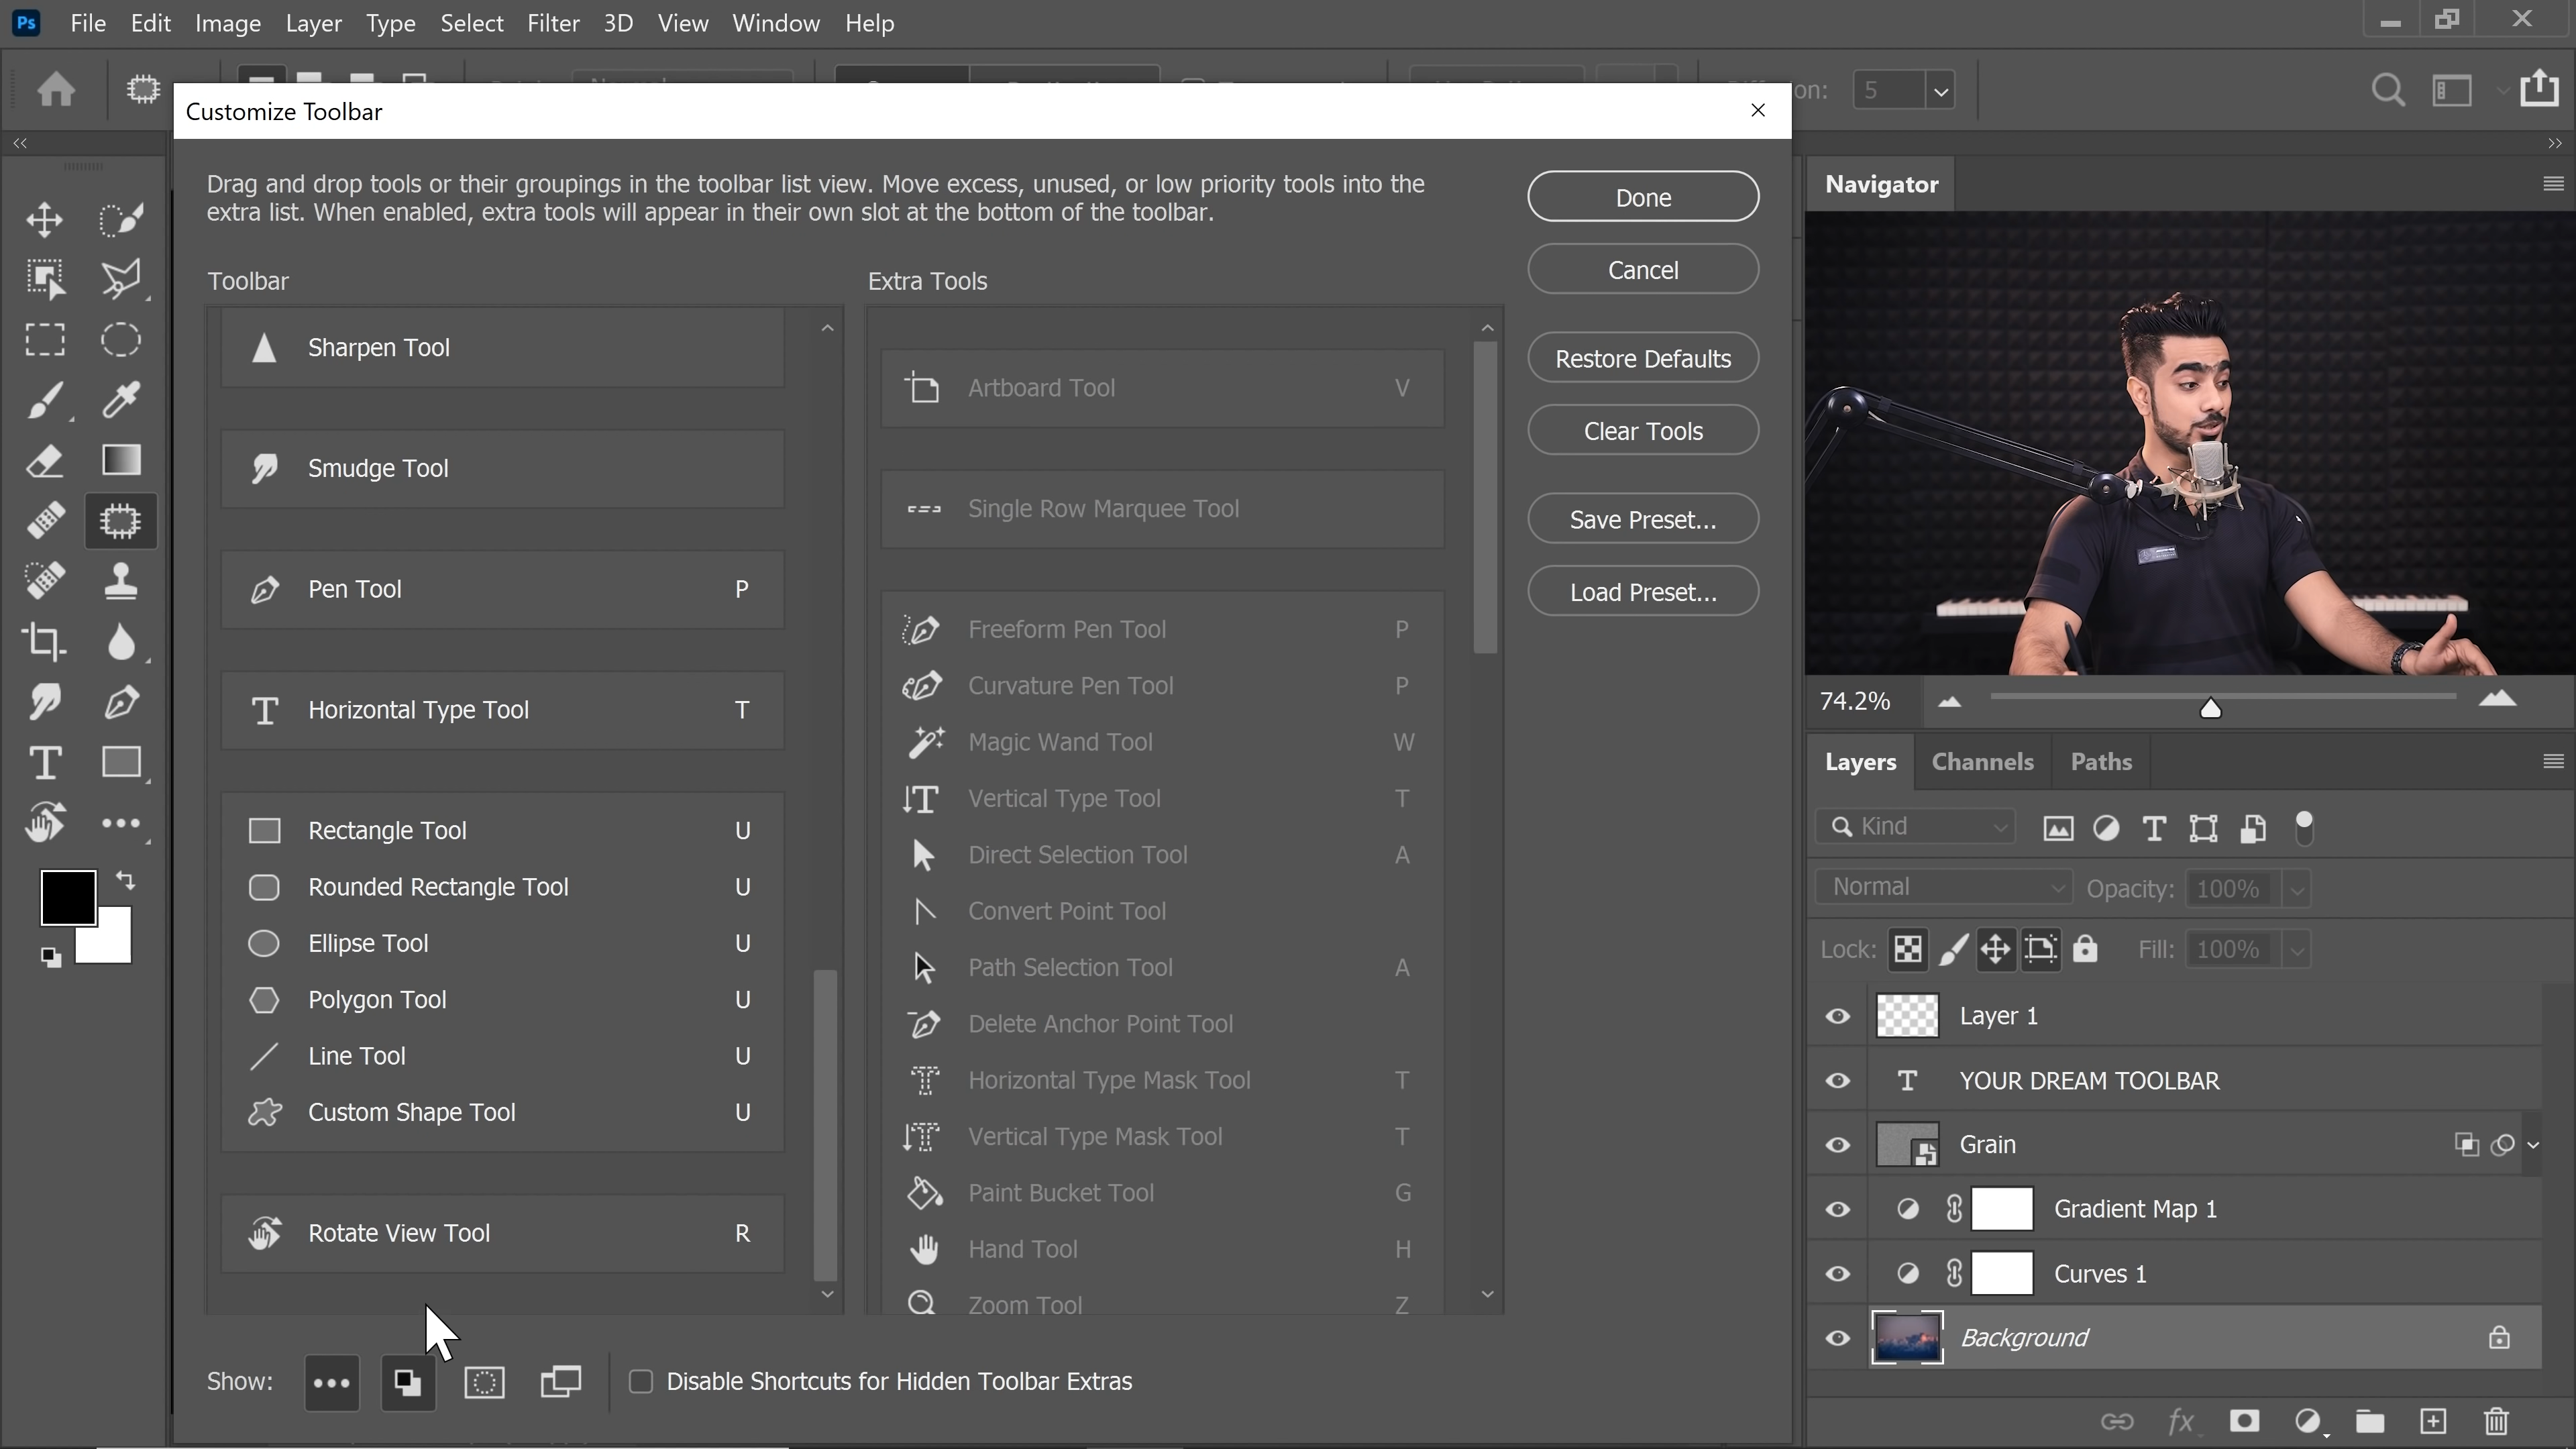 Ps File Edit Image Layer Type Select Filter 3D View Window Help
on: 5
Customize Toolbar
Drag and drop tools or their groupings in the toolbar list view. Move excess, unused, or low priority tools into the
extra list. When enabled, extra tools will appear in their own slot at the bottom of the toolbar.
Toolbar
Sharpen Tool
Smudge Tool
Pen Tool P
Horizontal Type Tool T
Rectangle Tool U
Rounded Rectangle Tool U
Ellipse Tool U
Polygon Tool U
Line Tool U
Custom Shape Tool U
Rotate View Tool R
Extra Tools
Artboard Tool V
Single Row Marquee Tool
Freeform Pen Tool P
Curvature Pen Tool P
Magic Wand Tool W
Vertical Type Tool T
Direct Selection Tool A
Convert Point Tool
Path Selection Tool A
Delete Anchor Point Tool
Horizontal Type Mask Tool T
Vertical Type Mask Tool T
Paint Bucket Tool G
Hand Tool H
Zoom Tool Z
Done
Cancel
Restore Defaults
Clear Tools
Save Preset...
Load Preset...
Show:
Disable Shortcuts for Hidden Toolbar Extras
Navigator
74.2%
Layers Channels Paths
Kind
Normal Opacity: 100%
Lock: Fill: 100%
Layer 1
YOUR DREAM TOOLBAR
Grain
Gradient Map 1
Curves 1
Background
fx